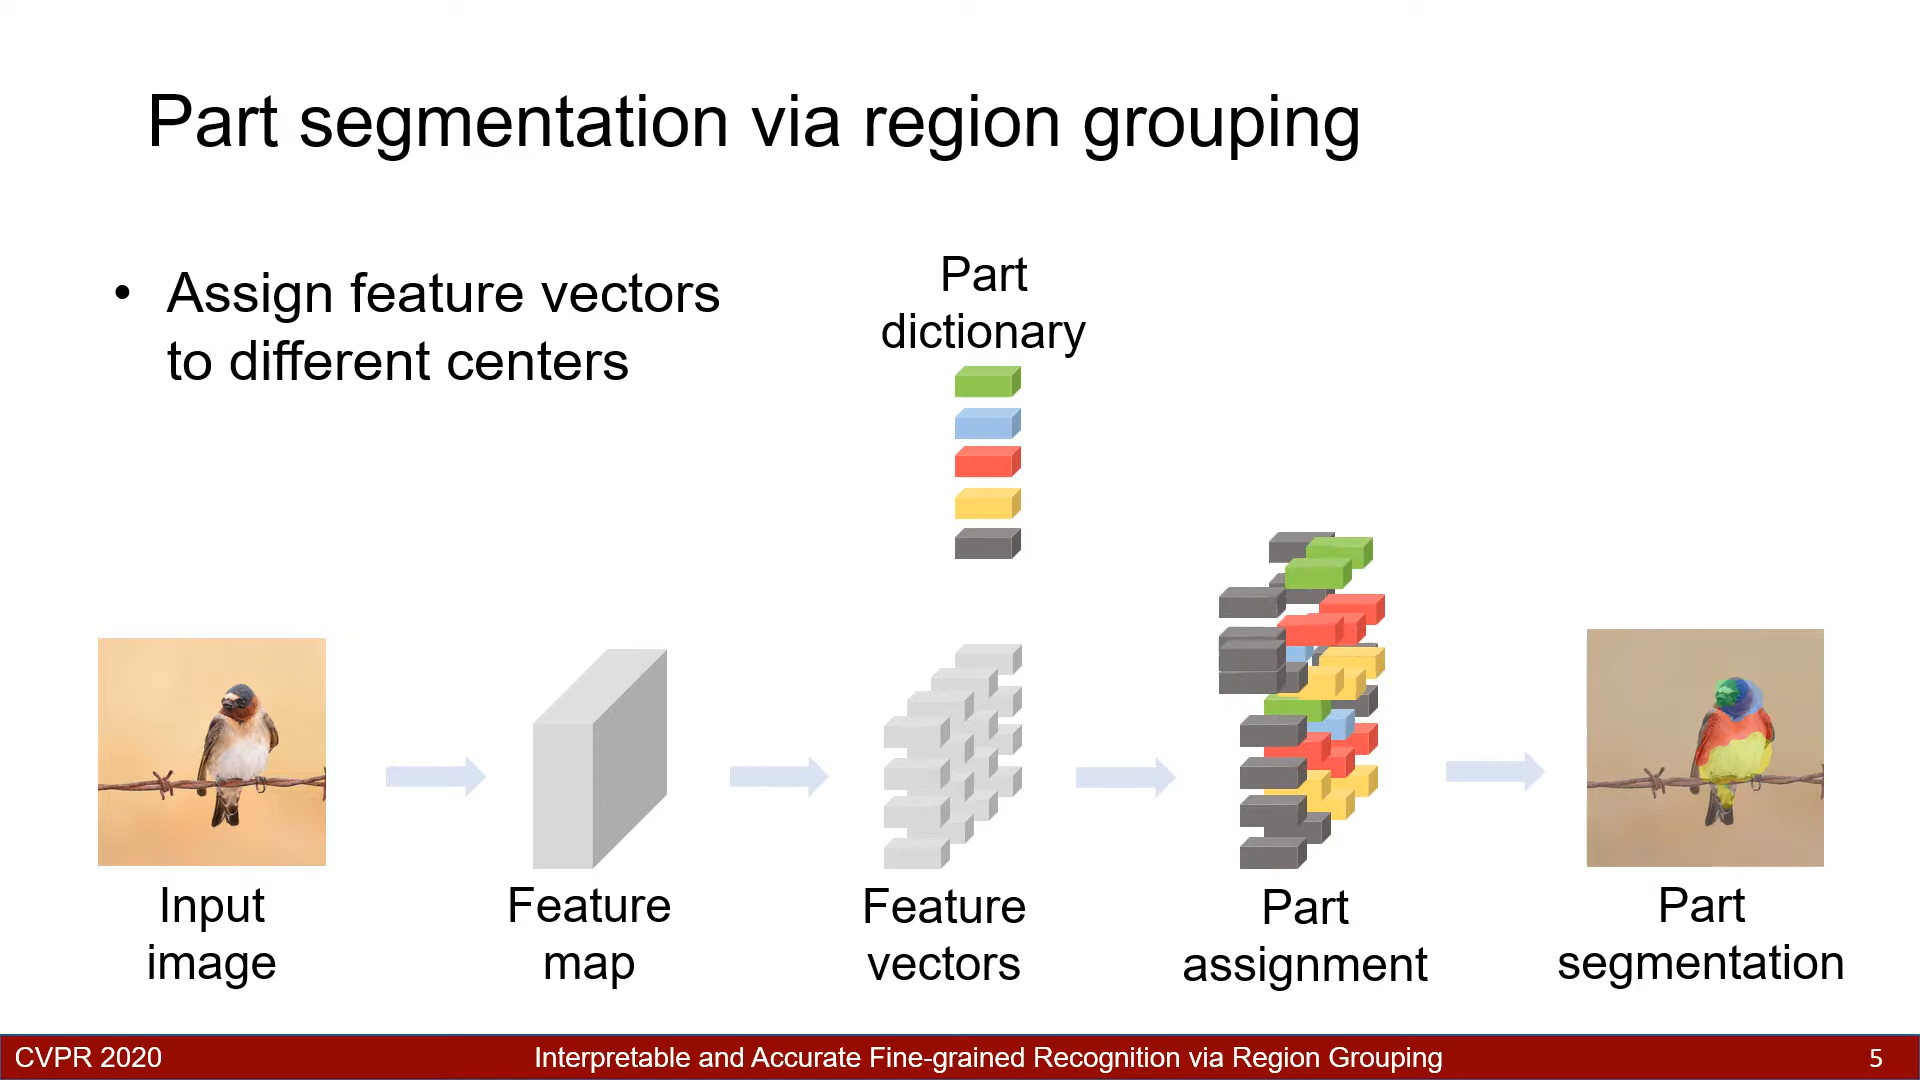 Part segmentation via region grouping
• Assign feature vectors
to different centers
Part
dictionary
Input
image
Feature
map
Feature
vectors
Part
assignment
Part
segmentation
CVPR 2020
Interpretable and Accurate Fine-grained Recognition via Region Grouping
5